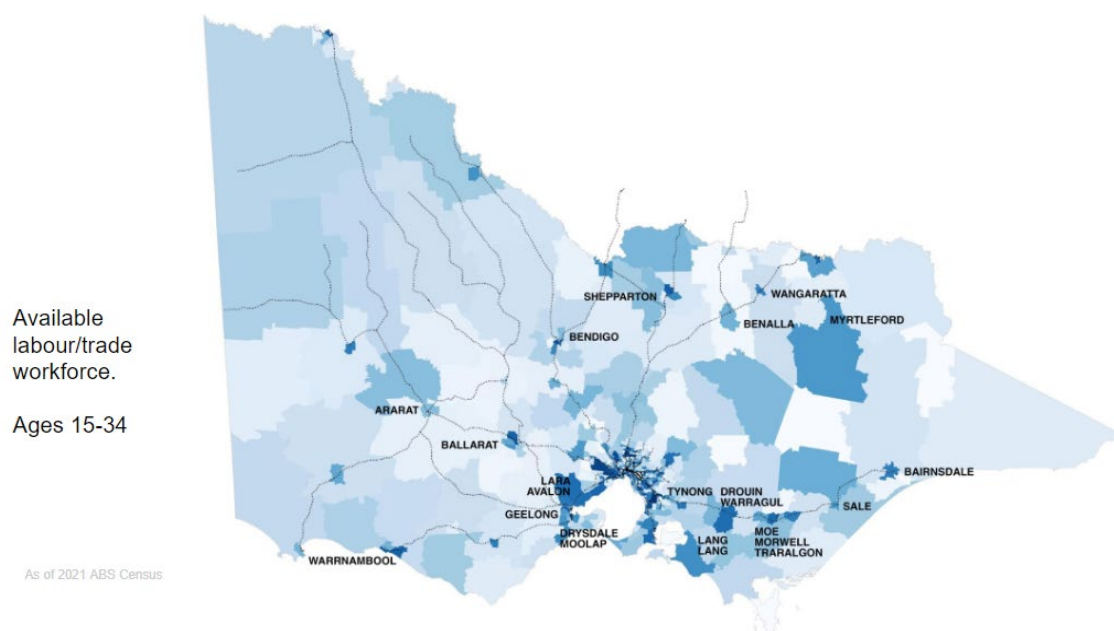 Available
labour/trade
workforce.
Ages 15-34
SHEPPARTON
WANGARATTA
BENALLA
MYRTLEFORD
BENDIGO
ARARAT
BALLARAT
LARA
AVALON
GEELONG
DRYSDALE
MOOLAP
TYNONG
DROUIN
WARRAGUL
LANG
LANG
MOE
MORWELL
TRARALGON
SALE
BAIRNSDALE
WARRNAMBOOL
As of 2021 ABS Census